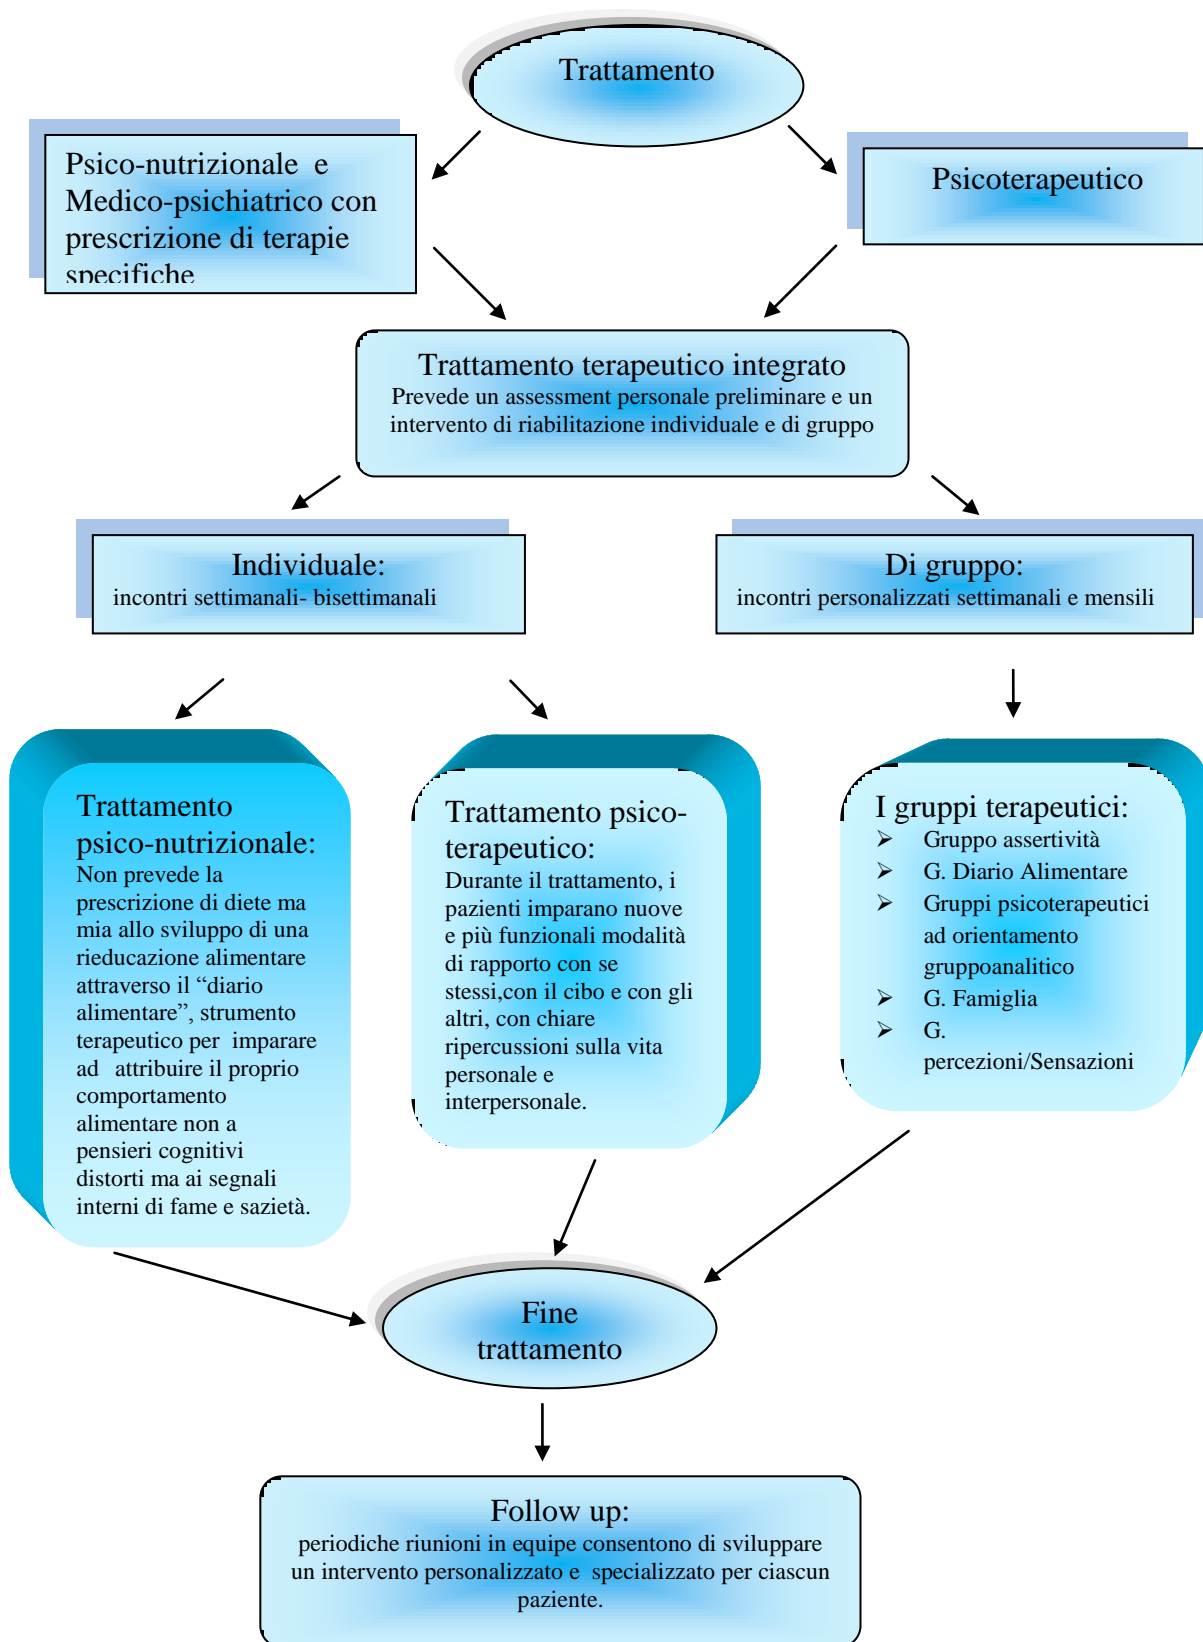 Trattamento
Psico-nutrizionale e
Medico-psichiatrico con
prescrizione di terapie
specifiche
Psicoterapeutico
Trattamento terapeutico integrato
Prevede un assessment personale preliminare e un
intervento di riabilitazione individuale e di gruppo
Individuale:
incontri settimanali- bisettimanali
Di gruppo:
incontri personalizzati settimanali e mensili
Trattamento
psico-nutrizionale:
Non prevede la
prescrizione di diete ma
mia allo sviluppo di una
rieducazione alimentare
attraverso il “diario
alimentare”, strumento
terapeutico per imparare
ad attribuire il proprio
comportamento
alimentare non a
pensieri cognitivi
distorti ma ai segnali
interni di fame e sazietà.
Trattamento psico-
terapeutico:
Durante il trattamento, i
pazienti imparano nuove
e più funzionali modalità
di rapporto con se
stessi,con il cibo e con gli
altri, con chiare
ripercussioni sulla vita
personale e
interpersonale.
I gruppi terapeutici:
➢ Gruppo assertività
➢ G. Diario Alimentare
➢ Gruppi psicoterapeutici
ad orientamento
gruppoanalitico
➢ G. Famiglia
➢ G.
percezioni/Sensazioni
Fine
trattamento
Follow up:
periodiche riunioni in equipe consentono di sviluppare
un intervento personalizzato e specializzato per ciascun
paziente.